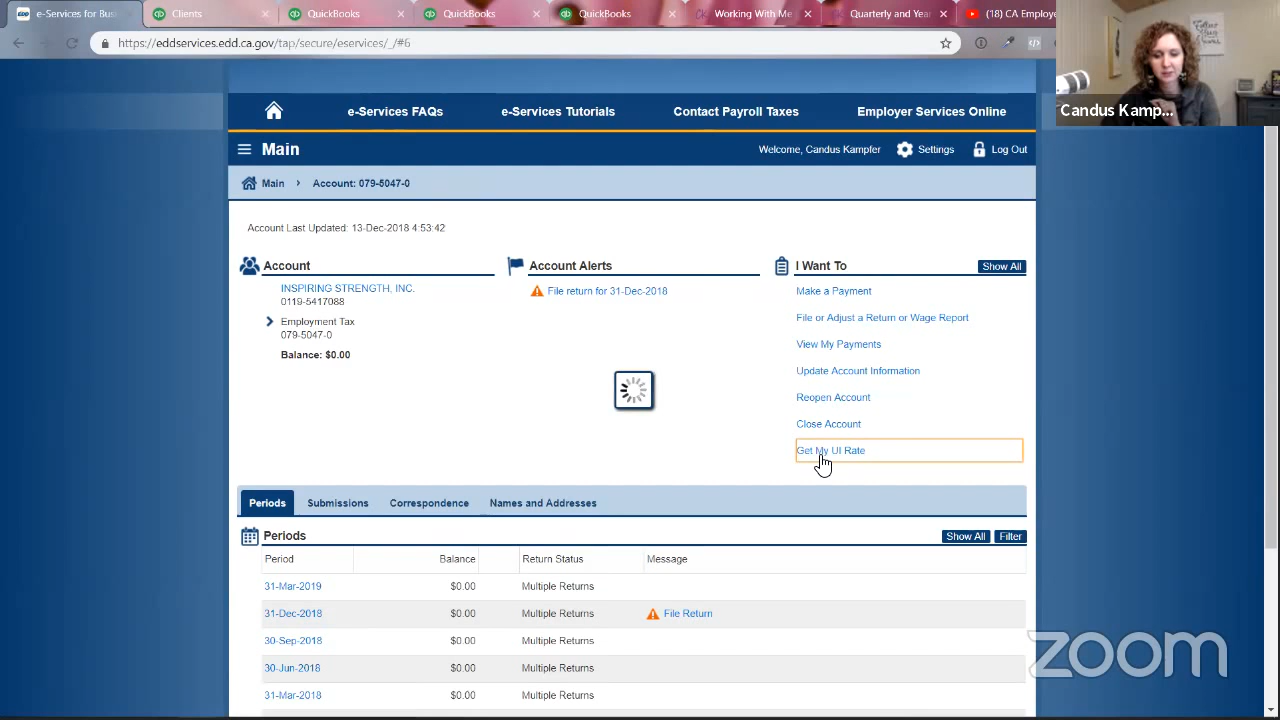 e-Services for Bus
Clients
QuickBooks
QuickBooks
QuickBooks
Working With Me
Quarterly and Year
(18) CA Employe
https://eddservices.edd.ca.gov/tap/secure/eservices/_/#6
Candus Kampf...
e-Services FAQs
e-Services Tutorials
Contact Payroll Taxes
Employer Services Online
Main
Welcome, Candus Kampfer
Settings
Log Out
Main > Account: 079-5047-0
Account Last Updated: 13-Dec-2018 4:53:42
Account
Account Alerts
I Want To
Show All
INSPIRING STRENGTH, INC.
0119-5417088
Employment Tax
079-5047-0
Balance: $0.00
File return for 31-Dec-2018
Make a Payment
File or Adjust a Return or Wage Report
View My Payments
Update Account Information
Reopen Account
Close Account
Get My UI Rate
Periods
Submissions
Correspondence
Names and Addresses
Periods
Show All
Filter
Period Balance Return Status Message
31-Mar-2019 $0.00 Multiple Returns
31-Dec-2018 $0.00 Multiple Returns File Return
30-Sep-2018 $0.00 Multiple Returns
30-Jun-2018 $0.00 Multiple Returns
31-Mar-2018 $0.00 Multiple Returns
zoom